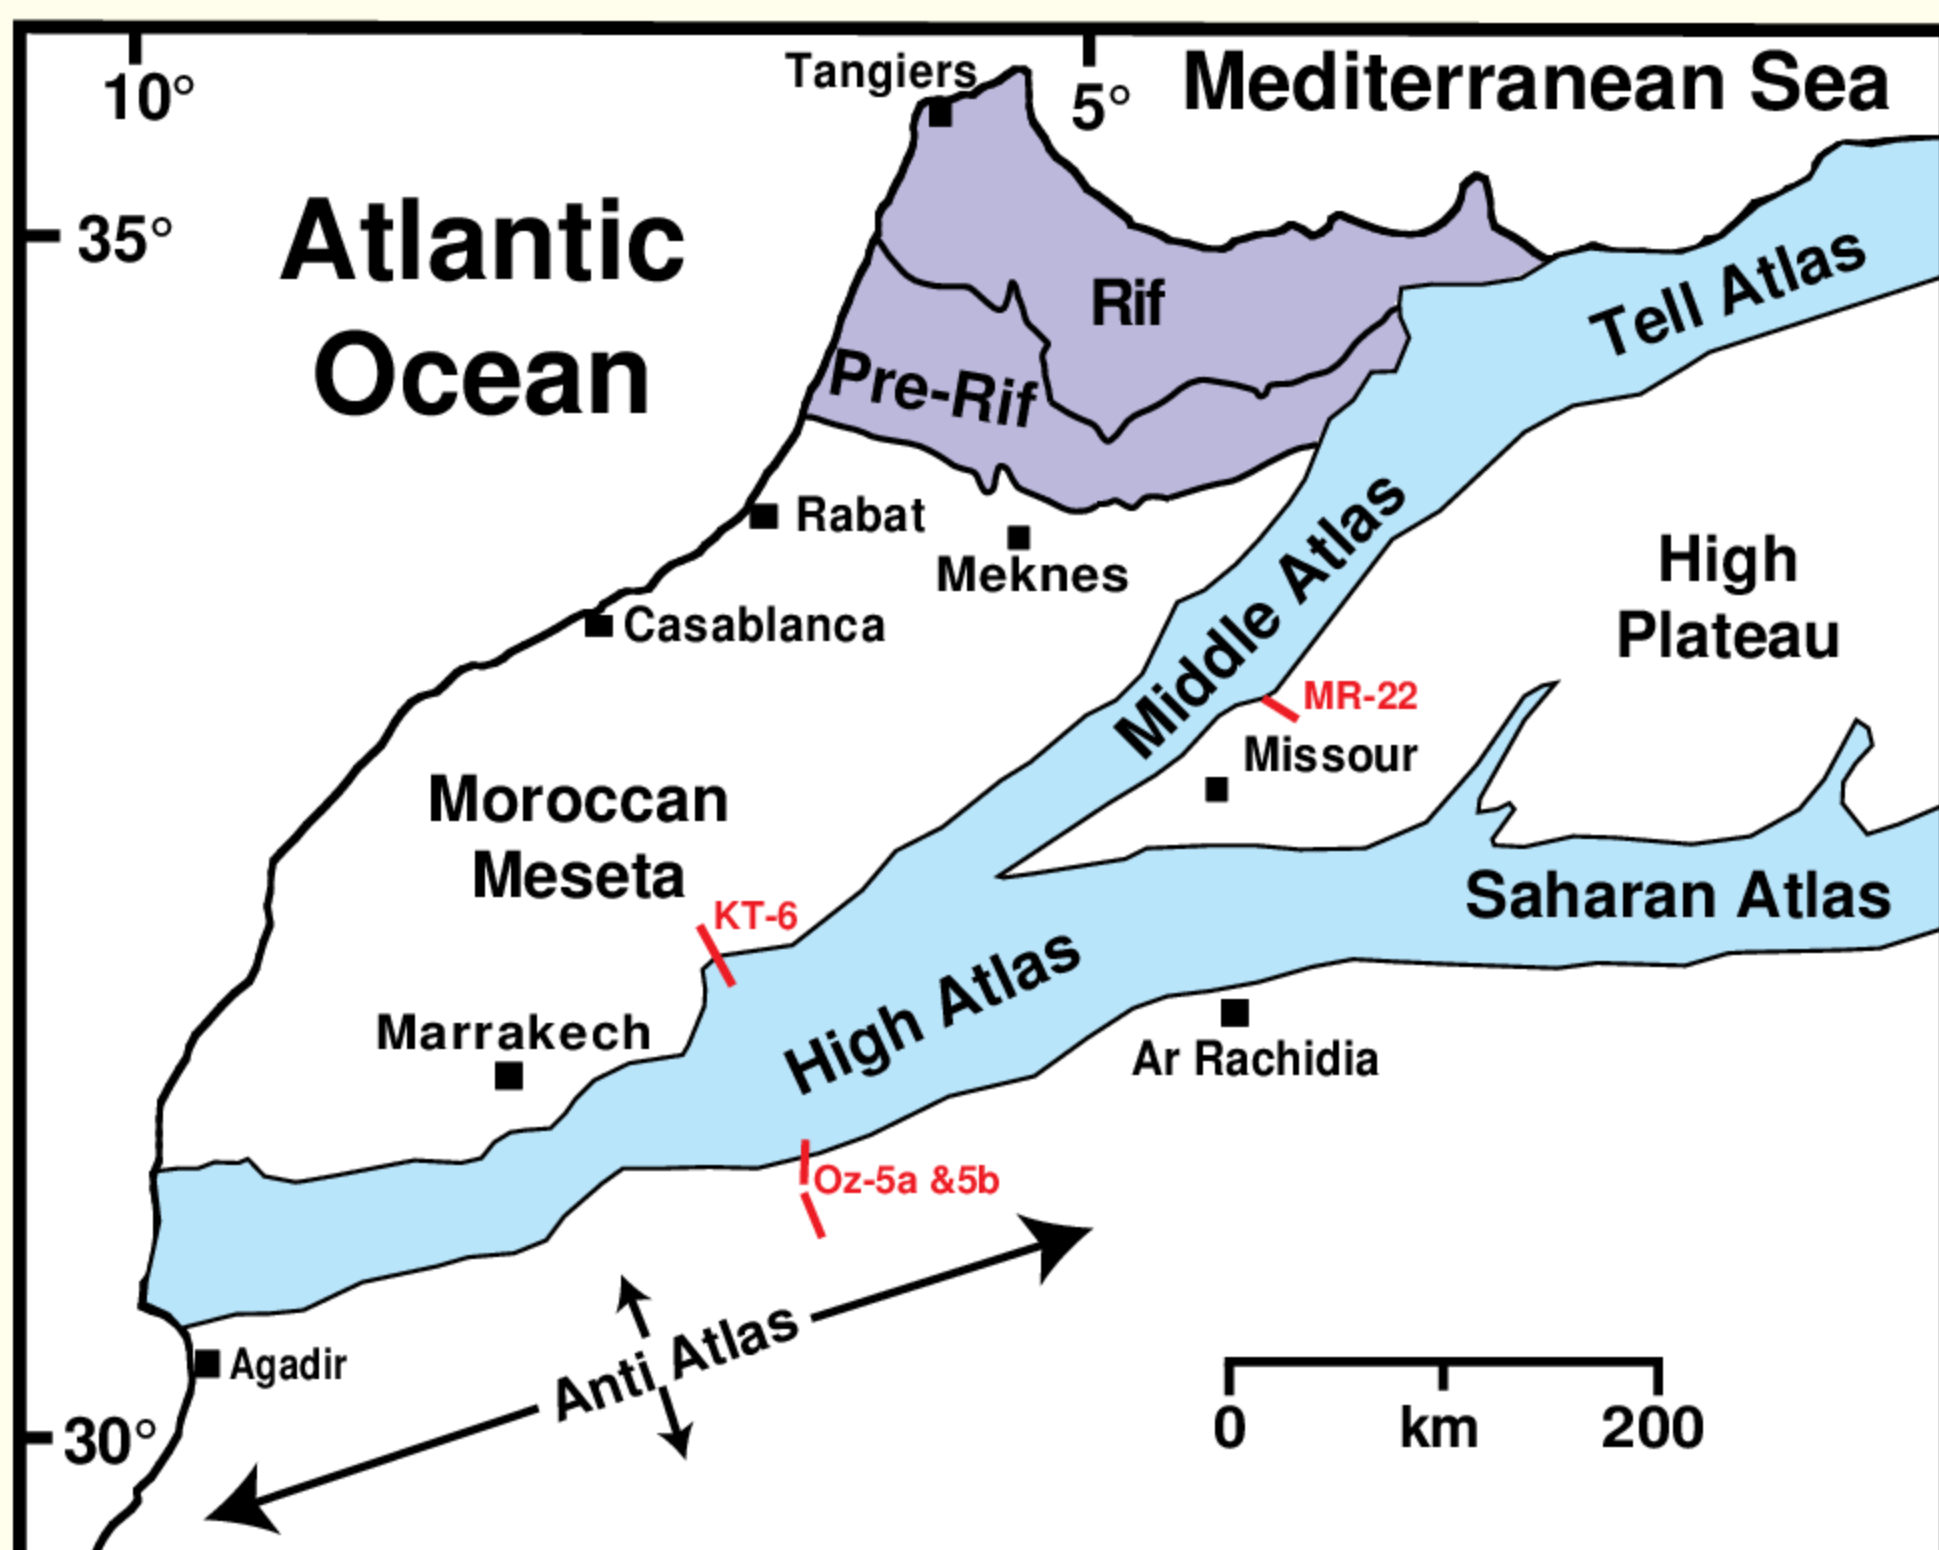 10°
Tangiers
5°
Mediterranean Sea
35°
Atlantic
Ocean
Rif
Tell Atlas
Pre-Rif
Rabat
Meknes
Middle Atlas
High
Plateau
Casablanca
MR-22
Missour
Moroccan
Meseta
KT-6
Saharan Atlas
High Atlas
Marrakech
Ar Rachidia
Oz-5a &5b
Anti Atlas
Agadir
30°
0 km 200